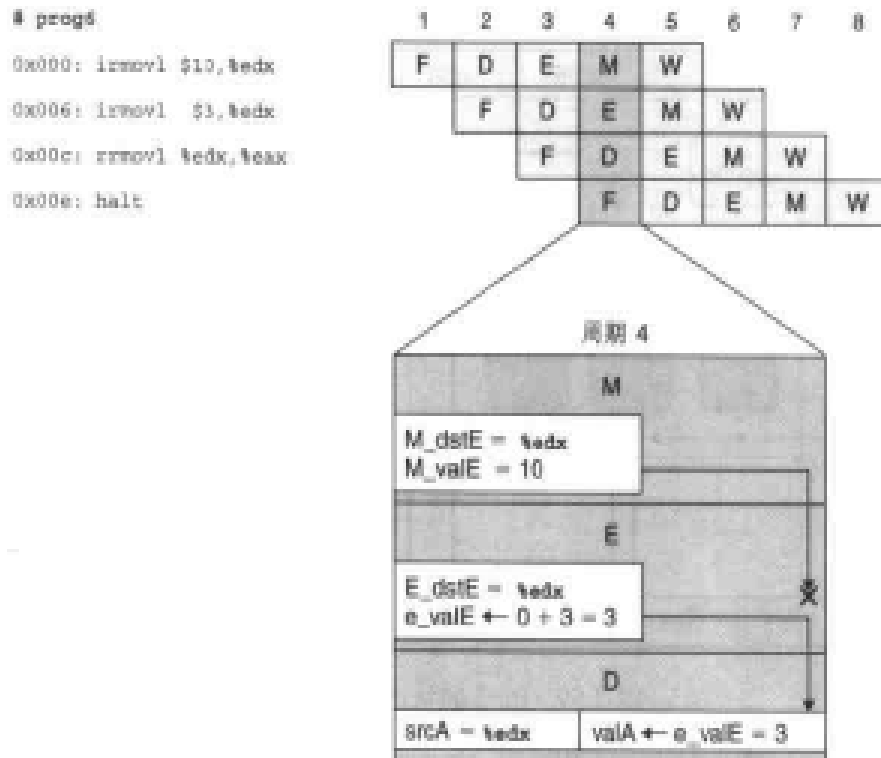 # prog6
1 2 3 4 5 6 7 8
0x000: irmovl $10,%edx
F D E M W
0x006: irmovl $3,%edx
F D E M W
0x00c: rrmovl %edx,%eax
F D E M W
0x00e: halt
F D E M W
周期 4
M
M_dstE = %edx
M_valE = 10
E
E_dstE = %edx
e_valE ← 0 + 3 = 3
D
srcA = %edx
valA ← e_valE = 3